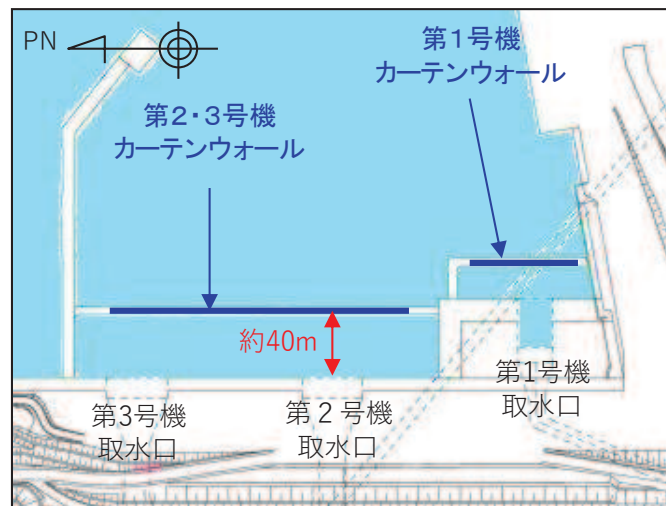 PN
第1号機
カーテンウォール
第2・3号機
カーテンウォール
約40m
第3号機
取水口
第２号機
取水口
第1号機
取水口